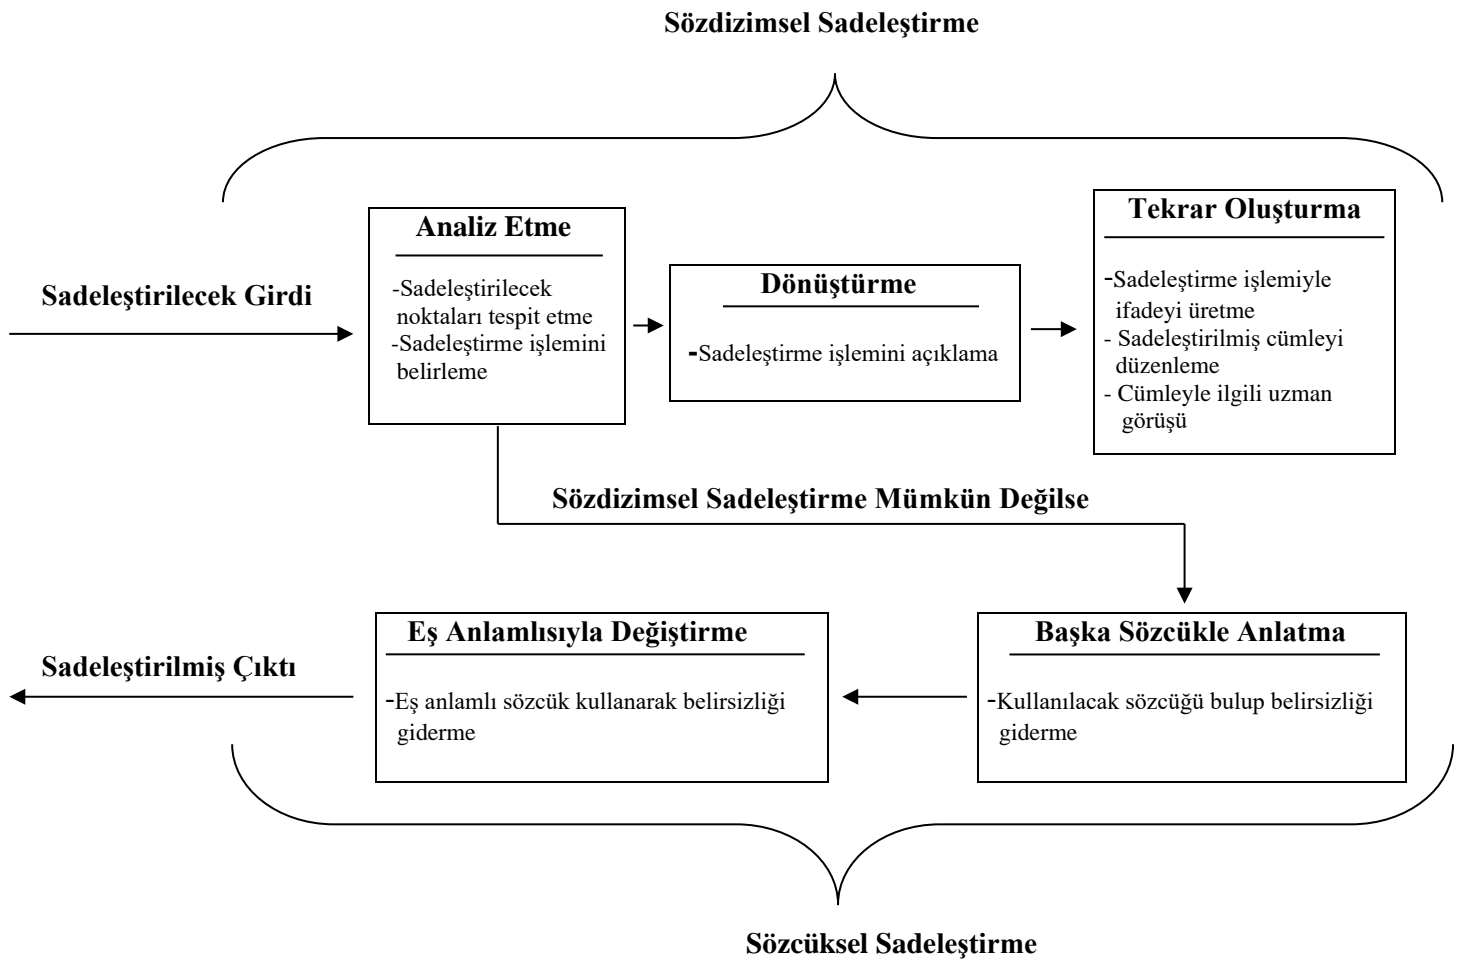 Sözdizimsel Sadeleştirme
Sadeleştirilecek Girdi
Analiz Etme
-Sadeleştirilecek
noktaları tespit etme
-Sadeleştirme işlemini
belirleme
Dönüştürme
-Sadeleştirme işlemini açıklama
Tekrar Oluşturma
-Sadeleştirme işlemiyle
ifadeyi üretme
- Sadeleştirilmiş cümleyi
düzenleme
- Cümleyle ilgili uzman
görüşü
Sözdizimsel Sadeleştirme Mümkün Değilse
Başka Sözcükle Anlatma
-Kullanılacak sözcüğü bulup belirsizliği
giderme
Eş Anlamlısıyla Değiştirme
-Eş anlamlı sözcük kullanarak belirsizliği
giderme
Sadeleştirilmiş Çıktı
Sözcüksel Sadeleştirme